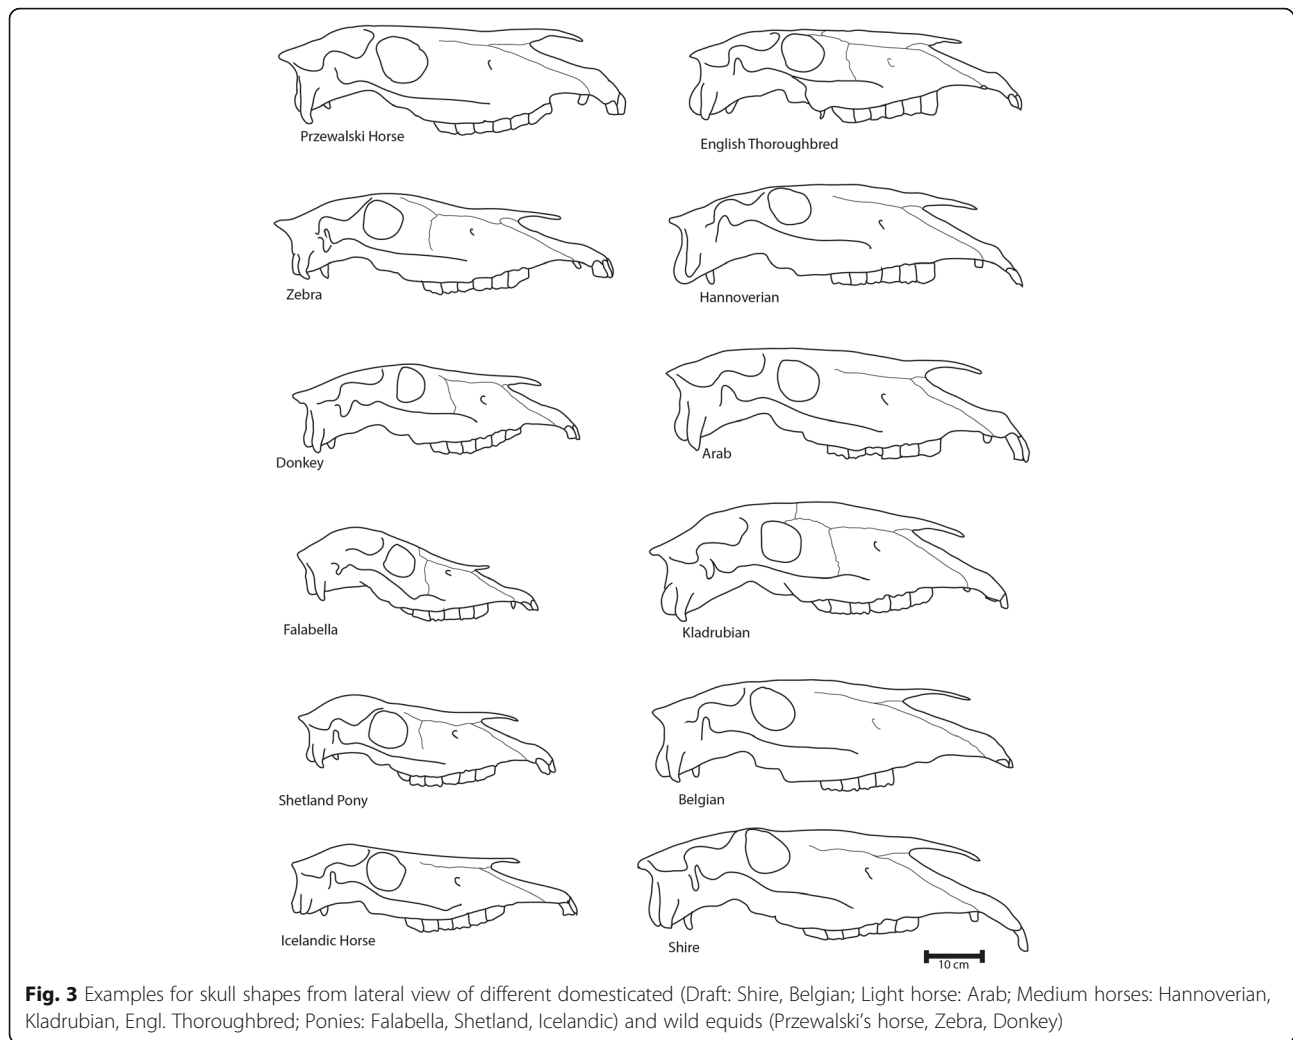 Przewalski Horse
English Thoroughbred
Zebra
Hannoverian
Donkey
Arab
Falabella
Kladrubian
Shetland Pony
Belgian
Icelandic Horse
Shire
10 cm
Fig. 3 Examples for skull shapes from lateral view of different domesticated (Draft: Shire, Belgian; Light horse: Arab; Medium horses: Hannoverian,
Kladrubian, Engl. Thoroughbred; Ponies: Falabella, Shetland, Icelandic) and wild equids (Przewalski's horse, Zebra, Donkey)